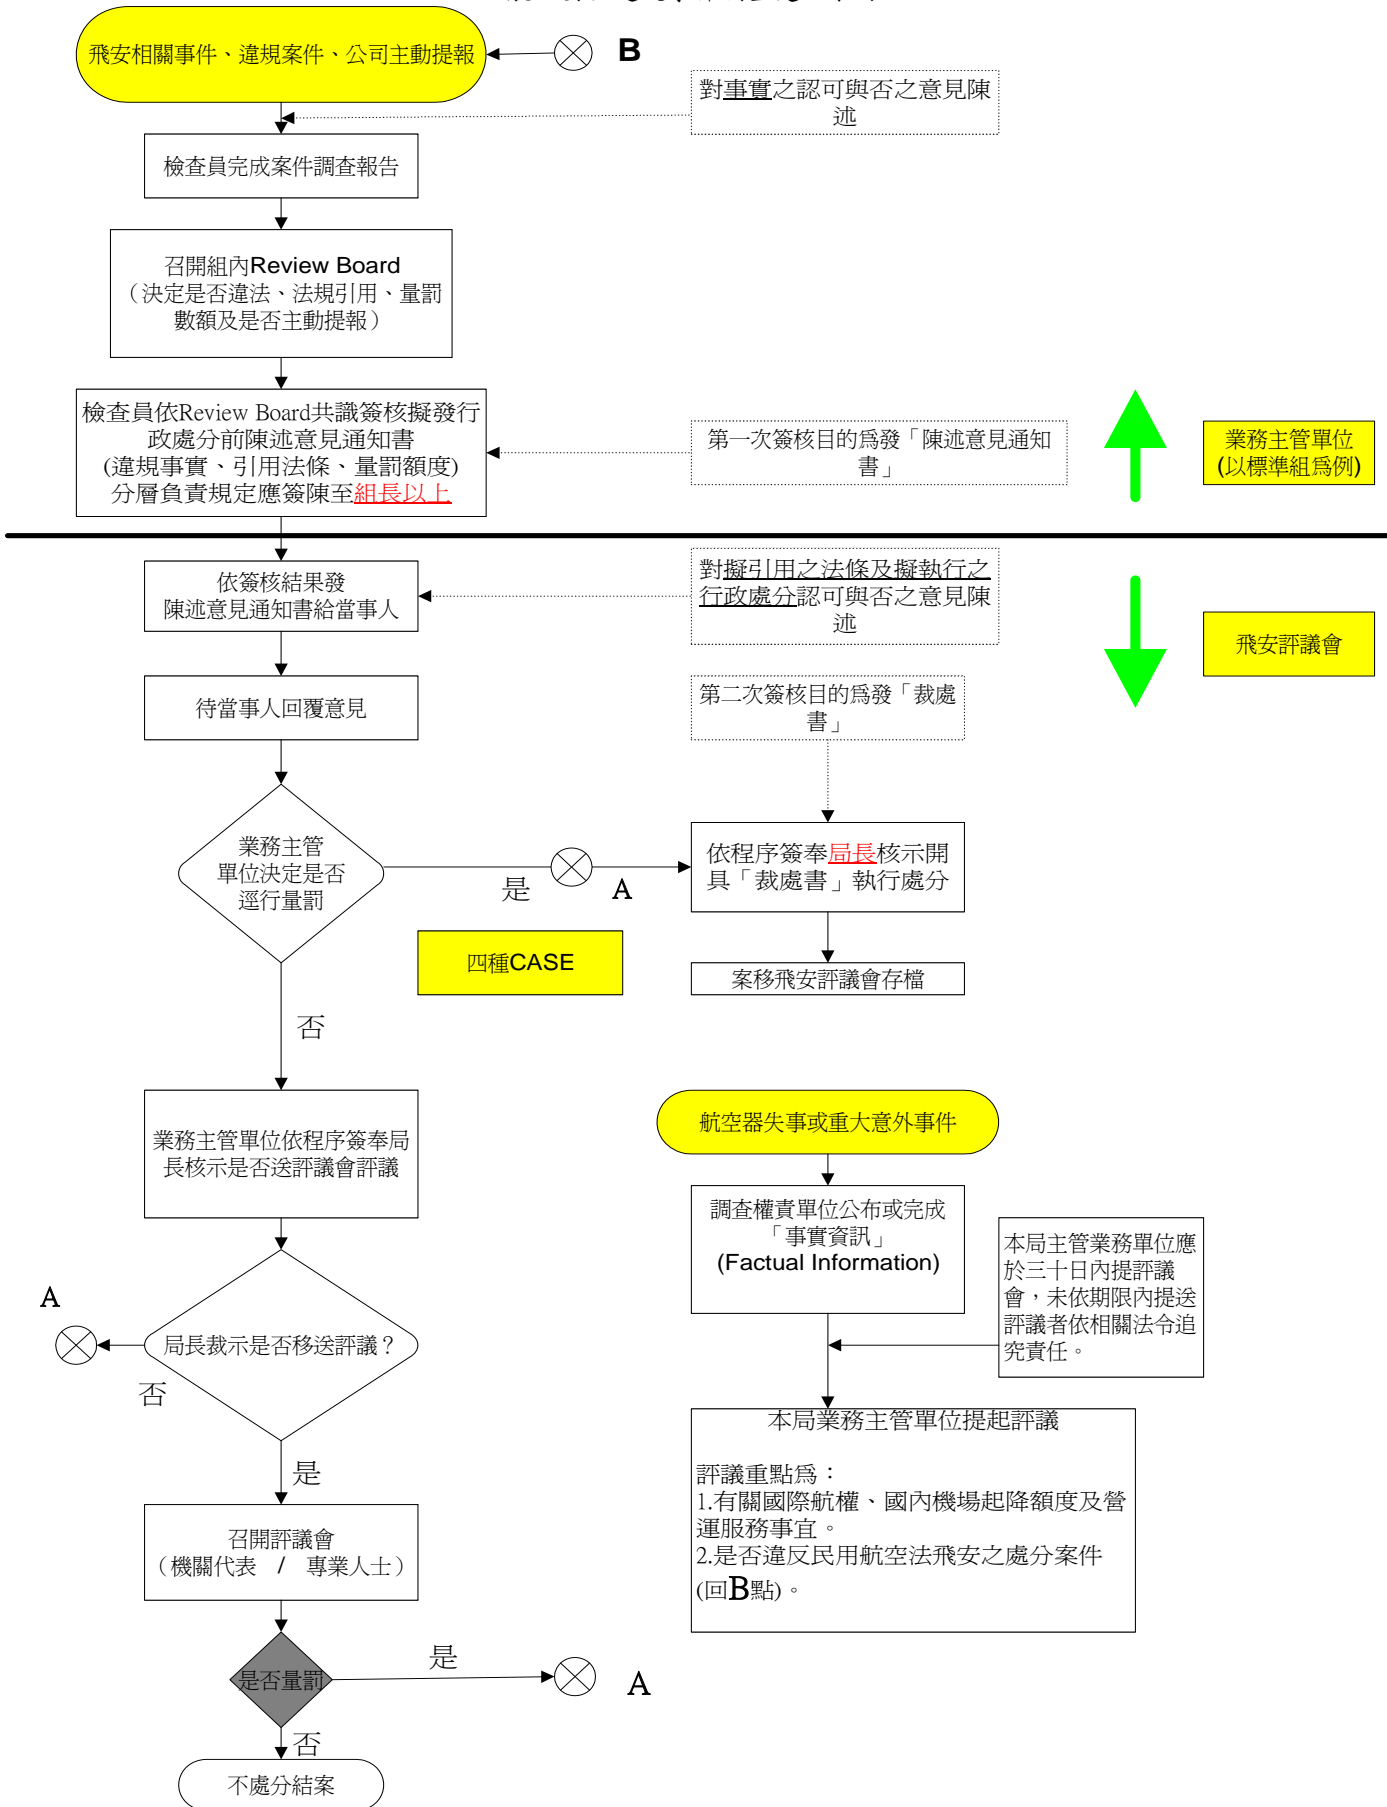 飛安相關事件、違規案件、公司主動提報
B
對事實之認可與否之意見陳
述
檢查員完成案件調查報告
召開組內Review Board
（決定是否違法、法規引用、量罰
數額及是否主動提報）
檢查員依Review Board共識簽核擬發行
政處分前陳述意見通知書
(違規事實、引用法條、量罰額度)
分層負責規定應簽陳至組長以上
第一次簽核目的為發「陳述意見通知
書」
業務主管單位
(以標準組為例)
依簽核結果發
陳述意見通知書給當事人
對擬引用之法條及擬執行之
行政處分認可與否之意見陳
述
飛安評議會
待當事人回覆意見
第二次簽核目的為發「裁處
書」
業務主管
單位決定是否
逕行量罰
是
A
依程序簽奉局長核示開
具「裁處書」執行處分
四種CASE
案移飛安評議會存檔
否
業務主管單位依程序簽奉局
長核示是否送評議會評議
航空器失事或重大意外事件
調查權責單位公布或完成
「事實資訊」
(Factual Information)
本局主管業務單位應
於三十日內提評議
會，未依期限內提送
評議者依相關法令追
究責任。
A
局長裁示是否移送評議？
否
是
本局業務主管單位提起評議
評議重點為：
1.有關國際航權、國內機場起降額度及營
運服務事宜。
2.是否違反民用航空法飛安之處分案件
(回B點)。
召開評議會
（機關代表 / 專業人士）
是否量罰
是
A
否
不處分結案